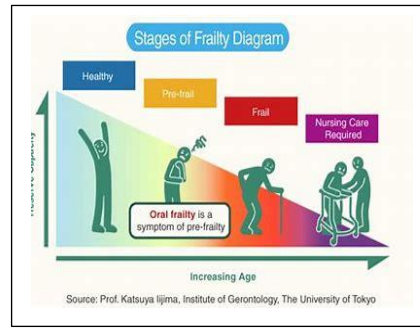 Stages of Frailty Diagram
Healthy
Pre-frail
Frail
Nursing Care
Required
Oral frailty is a
symptom of pre-frailty
Increasing Age
Source: Prof. Katsuya Iijima, Institute of Gerontology, The University of Tokyo